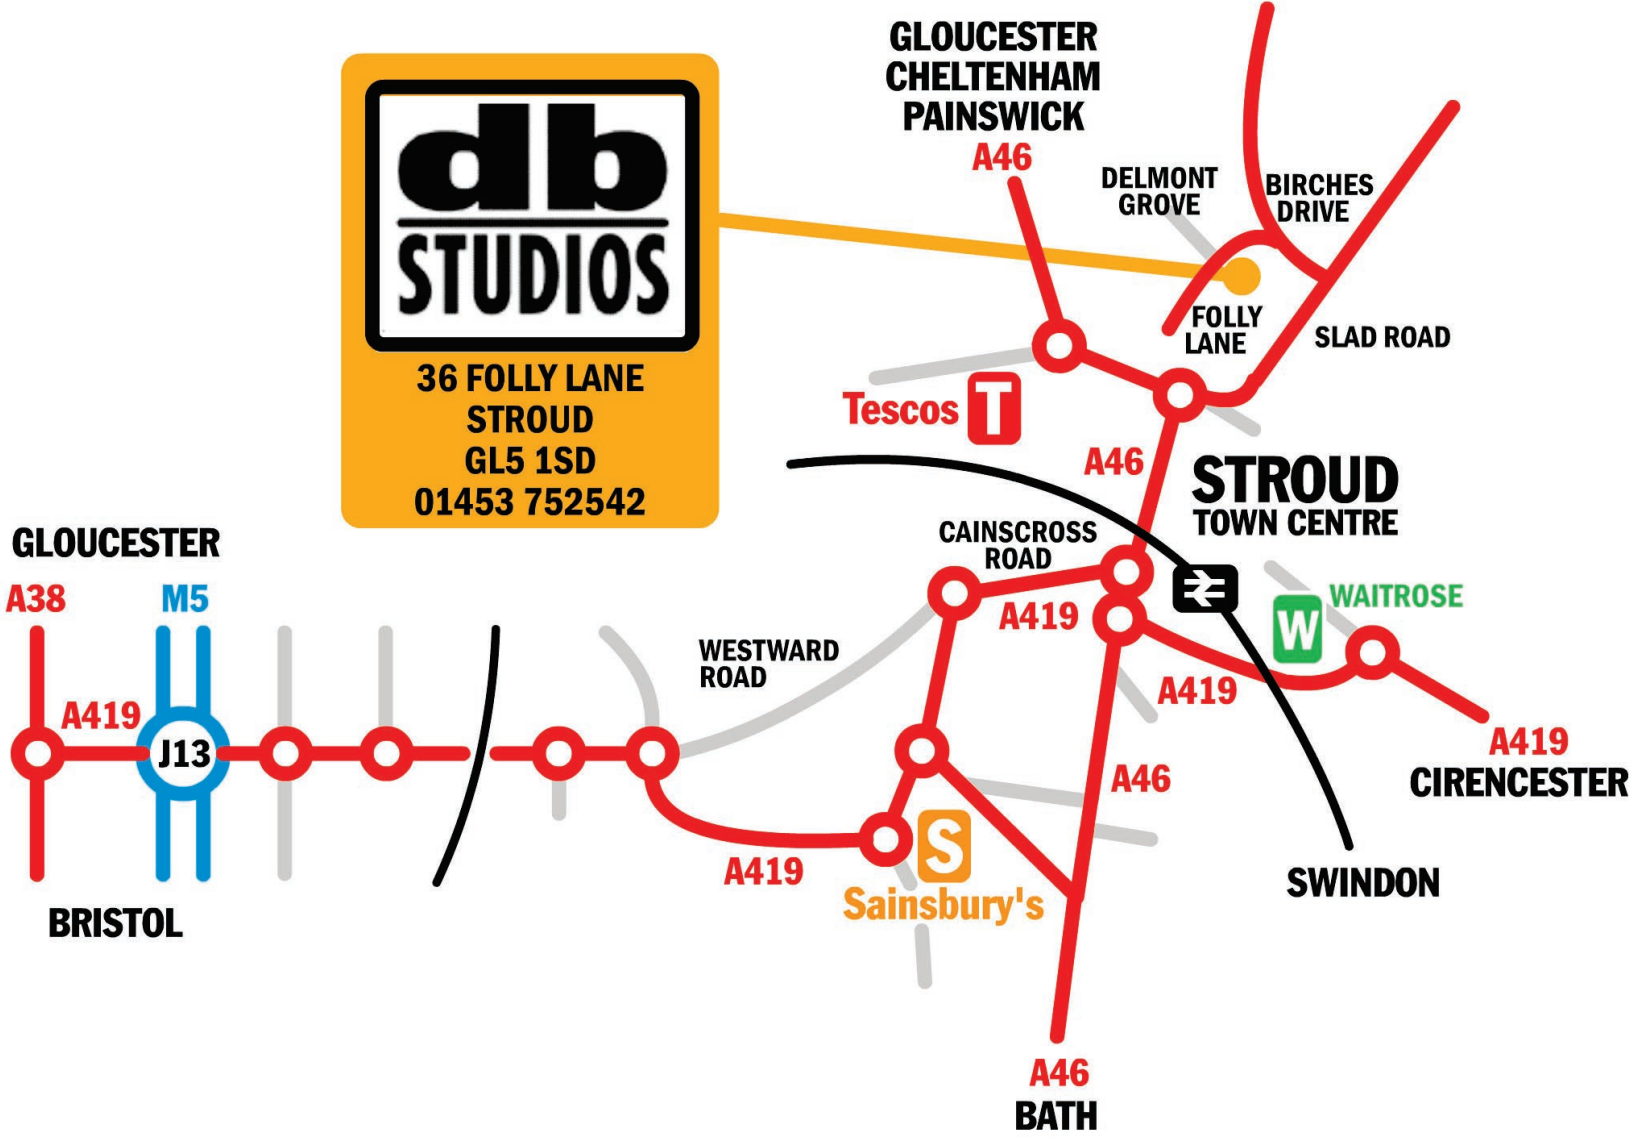 GLOUCESTER
CHELTENHAM
PAINSWICK
A46
DELMONT
GROVE
BIRCHES
DRIVE
db
STUDIOS
36 FOLLY LANE
STROUD
GL5 1SD
01453 752542
FOLLY
LANE
SLAD ROAD
Tescos
T
A46
STROUD
TOWN CENTRE
CAINSCROSS
ROAD
A419
GLOUCESTER
A38
M5
A419
J13
BRISTOL
WESTWARD
ROAD
WAITROSE
W
A419
A419
CIRENCESTER
A46
A419
S
Sainsbury's
SWINDON
A46
BATH